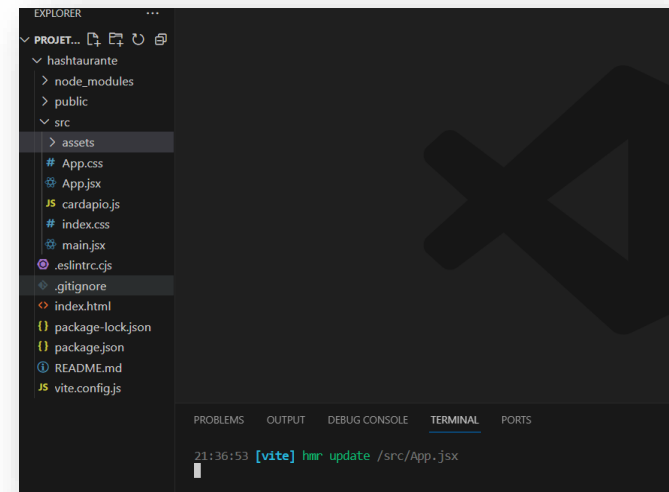 EXPLORER ...
PROJET...
hashtaurante
node_modules
public
src
assets
# App.css
App.jsx
JS cardapio.js
# index.css
main.jsx
.eslintrc.cjs
.gitignore
<> index.html
{} package-lock.json
{} package.json
README.md
JS vite.config.js
PROBLEMS OUTPUT DEBUG CONSOLE TERMINAL PORTS
21:36:53 [vite] hmr update /src/App.jsx